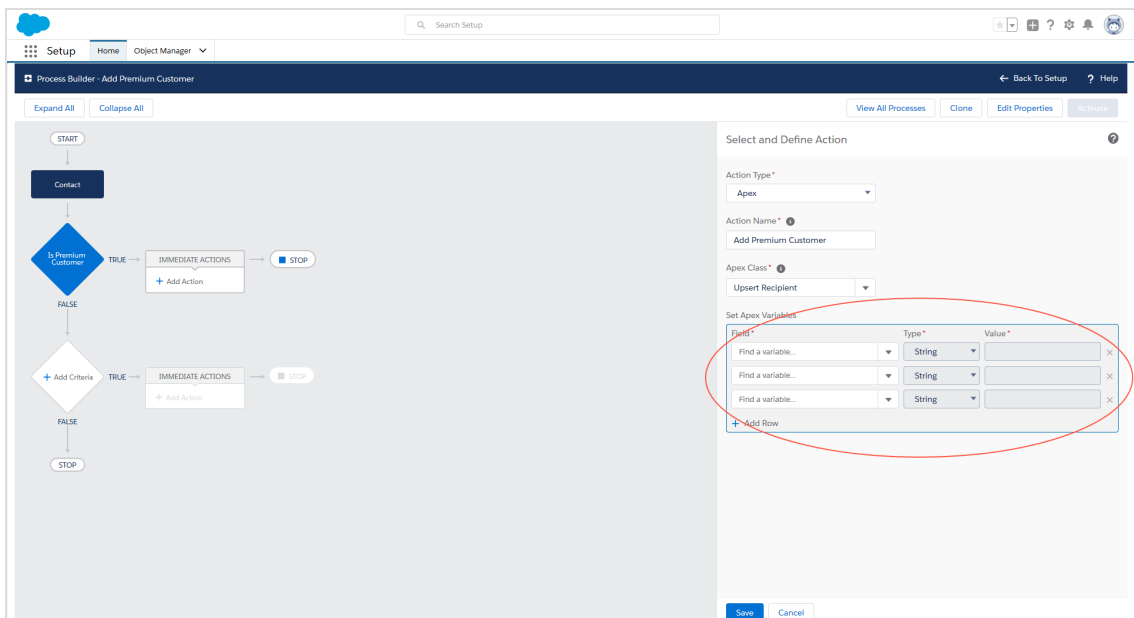 Search Setup
Setup Home Object Manager
Process Builder - Add Premium Customer Back To Setup ? Help
Expand All Collapse All View All Processes Clone Edit Properties Activate
START
Contact
Is Premium
Customer
TRUE
IMMEDIATE ACTIONS
STOP
+ Add Action
FALSE
+ Add Criteria
TRUE
IMMEDIATE ACTIONS
STOP
+ Add Action
FALSE
STOP
Select and Define Action
Action Type*
Apex
Action Name*
Add Premium Customer
Apex Class*
Upsert Recipient
Set Apex Variables
Field* Type* Value*
Find a variable... String
Find a variable... String
Find a variable... String
+ Add Row
Save Cancel